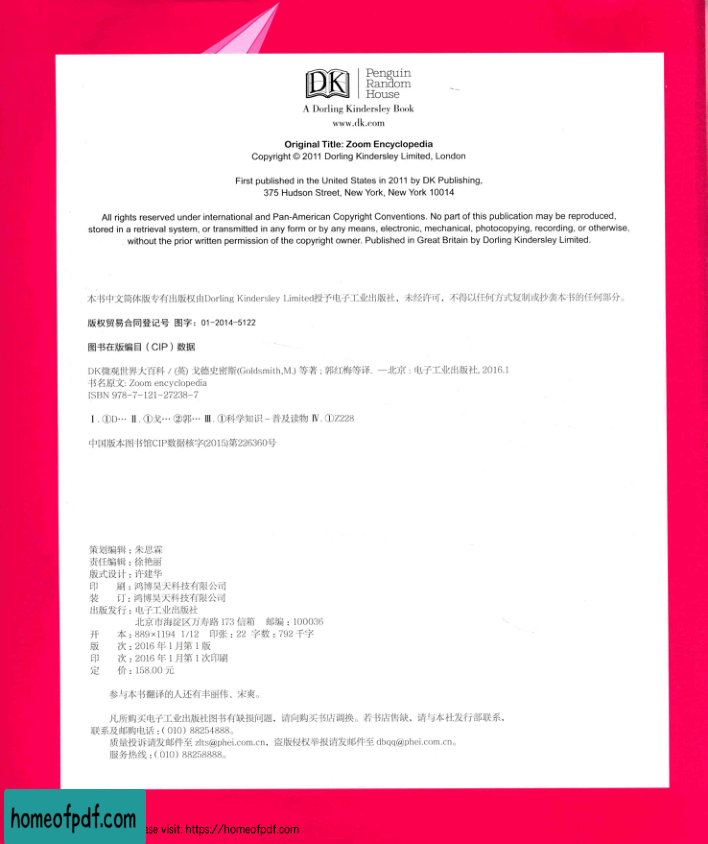 DK
Penguin
Random
House
A Dorling Kindersley Book
www.dk.com
Original Title: Zoom Encyclopedia
Copyright © 2011 Dorling Kindersley Limited, London
First published in the United States in 2011 by DK Publishing,
375 Hudson Street, New York, New York 10014
All rights reserved under international and Pan-American Copyright Conventions. No part of this publication may be reproduced,
stored in a retrieval system, or transmitted in any form or by any means, electronic, mechanical, photocopying, recording, or otherwise,
without the prior written permission of the copyright owner. Published in Great Britain by Dorling Kindersley Limited.
本书中文简体版专有出版权由Dorling Kindersley Limited授予电子工业出版社，未经许可，不得以任何方式复制或抄袭本书的任何部分。
版权贸易合同登记号 图字：01-2014-5122
图书在版编目（CIP）数据
DK微观世界大百科 / (英) 戈德史密斯(Goldsmith,M.) 等著；郭红梅等译. —北京：电子工业出版社, 2016.1
书名原文: Zoom encyclopedia
ISBN 978-7-121-27238-7
Ⅰ. ①D… Ⅱ. ①戈… ②郭… Ⅲ. ①科学知识－普及读物 Ⅳ. ①Z228
中国版本图书馆CIP数据核字(2015)第226360号
策划编辑：朱思霖
责任编辑：徐艳丽
版式设计：许建华
印 刷：鸿博昊天科技有限公司
装 订：鸿博昊天科技有限公司
出版发行：电子工业出版社
北京市海淀区万寿路 173 信箱 邮编：100036
开 本：889×1194 1/12 印张：22 字数：792 千字
版 次：2016 年 1 月第 1 版
印 次：2016 年 1 月第 1 次印刷
定 价：158.00 元
参与本书翻译的人还有丰丽伟、宋爽。
凡所购买电子工业出版社图书有缺损问题，请向购买书店调换。若书店售缺，请与本社发行部联系，
联系及邮购电话：(010) 88254888。
质量投诉请发邮件至 zlts@phei.com.cn，盗版侵权举报请发邮件至 dbqq@phei.com.cn。
服务热线：(010) 88258888。
homeofpdf.com
ase visit: https://homeofpdf.com